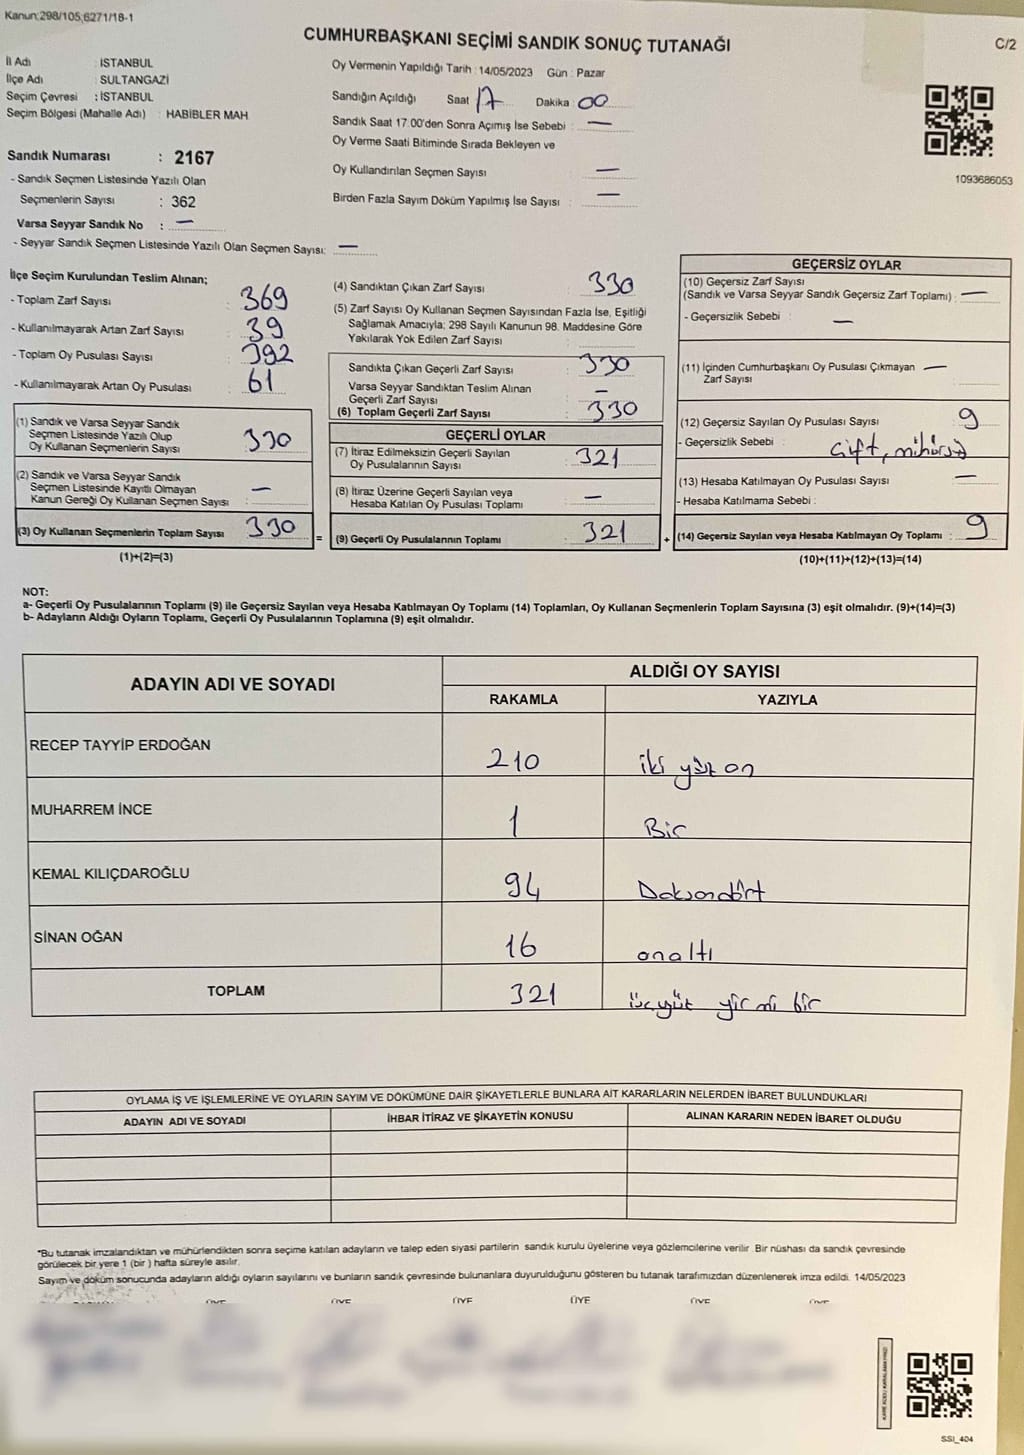 Kanun:298/105,6271/18-1
CUMHURBAŞKANI SEÇİMİ SANDIK SONUÇ TUTANAĞI
C/2
İl Adı : İSTANBUL
İlçe Adı : SULTANGAZİ
Seçim Çevresi : İSTANBUL
Seçim Bölgesi (Mahalle Adı) : HABİBLER MAH.
Sandık Numarası : 2167
- Sandık Seçmen Listesinde Yazılı Olan
Seçmenlerin Sayısı : 362
Varsa Seyyar Sandık No : —
- Seyyar Sandık Seçmen Listesinde Yazılı Olan Seçmen Sayısı: —
Oy Vermenin Yapıldığı Tarih : 14/05/2023 Gün : Pazar
Sandığın Açıldığı Saat 17 Dakika : 00
Sandık Saat 17:00'den Sonra Açımış İse Sebebi : —
Oy Verme Saati Bitiminde Sırada Bekleyen ve
Oy Kullandırılan Seçmen Sayısı —
Birden Fazla Sayım Döküm Yapılmış İse Sayısı : —
1093686053
İlçe Seçim Kurulundan Teslim Alınan;
- Toplam Zarf Sayısı : 369
- Kullanılmayarak Artan Zarf Sayısı : 39
- Toplam Oy Pusulası Sayısı : 392
- Kullanılmayarak Artan Oy Pusulası : 61
(1) Sandık ve Varsa Seyyar Sandık
Seçmen Listesinde Yazılı Olup
Oy Kullanan Seçmenlerin Sayısı : 330
(2) Sandık ve Varsa Seyyar Sandık
Seçmen Listesinde Kayıtlı Olmayan
Kanun Gereği Oy Kullanan Seçmen Sayısı : —
(3) Oy Kullanan Seçmenlerin Toplam Sayısı 330
(1)+(2)=(3)
(4) Sandıktan Çıkan Zarf Sayısı : 330
(5) Zarf Sayısı Oy Kullanan Seçmen Sayısından Fazla İse, Eşitliği
Sağlamak Amacıyla; 298 Sayılı Kanunun 98. Maddesine Göre
Yakılarak Yok Edilen Zarf Sayısı :
Sandıkta Çıkan Geçerli Zarf Sayısı : 330
Varsa Seyyar Sandıktan Teslim Alınan
Geçerli Zarf Sayısı : —
(6) Toplam Geçerli Zarf Sayısı : 330
GEÇERLİ OYLAR
(7) İtiraz Edilmeksizin Geçerli Sayılan
Oy Pusulalarının Sayısı : 321
(8) İtiraz Üzerine Geçerli Sayılan veya
Hesaba Katılan Oy Pusulası Toplamı : —
= (9) Geçerli Oy Pusulalarının Toplamı : 321
GEÇERSİZ OYLAR
(10) Geçersiz Zarf Sayısı
(Sandık ve Varsa Seyyar Sandık Geçersiz Zarf Toplamı) : —
- Geçersizlik Sebebi : —
(11) İçinden Cumhurbaşkanı Oy Pusulası Çıkmayan —
Zarf Sayısı
(12) Geçersiz Sayılan Oy Pusulası Sayısı : 9
- Geçersizlik Sebebi : Çift,
(13) Hesaba Katılmayan Oy Pusulası Sayısı : —
- Hesaba Katılmama Sebebi :
+ (14) Geçersiz Sayılan veya Hesaba Katılmayan Oy Toplamı : 9
(10)+(11)+(12)+(13)=(14)
NOT:
a- Geçerli Oy Pusulalarının Toplamı (9) ile Geçersiz Sayılan veya Hesaba Katılmayan Oy Toplamı (14) Toplamları, Oy Kullanan Seçmenlerin Toplam Sayısına (3) eşit olmalıdır. (9)+(14)=(3)
b- Adayların Aldığı Oyların Toplamı, Geçerli Oy Pusulalarının Toplamına (9) eşit olmalıdır.
ADAYIN ADI VE SOYADI
ALDIĞI OY SAYISI
RAKAMLA YAZIYLA
RECEP TAYYİP ERDOĞAN 210 iki yüz on
MUHARREM İNCE 1 Bir
KEMAL KILIÇDAROĞLU 94 Doksandört
SİNAN OĞAN 16 onaltı
TOPLAM 321 üçyüz yirmi bir
OYLAMA İŞ VE İŞLEMLERİNE VE OYLARIN SAYIM VE DÖKÜMÜNE DAİR ŞİKAYETLERLE BUNLARA AİT KARARLARIN NELERDEN İBARET BULUNDUKLARI
ADAYIN ADI VE SOYADI İHBAR İTİRAZ VE ŞİKAYETİN KONUSU ALINAN KARARIN NEDEN İBARET OLDUĞU
*Bu tutanak imzalandıktan ve mühürlendikten sonra seçime katılan adayların ve talep eden siyasi partilerin sandık kurulu üyelerine veya gözlemcilerine verilir. Bir nüshası da sandık çevresinde
görülecek bir yere 1 (bir ) hafta süreyle asılır.
Sayım ve döküm sonucunda adayların aldığı oyların sayılarını ve bunların sandık çevresinde bulunanlara duyurulduğunu gösteren bu tutanak tarafımızdan düzenlenerek imza edildi. 14/05/2023
ÜYE ÜYE ÜYE ÜYE ÜYE ÜYE
SSI_404